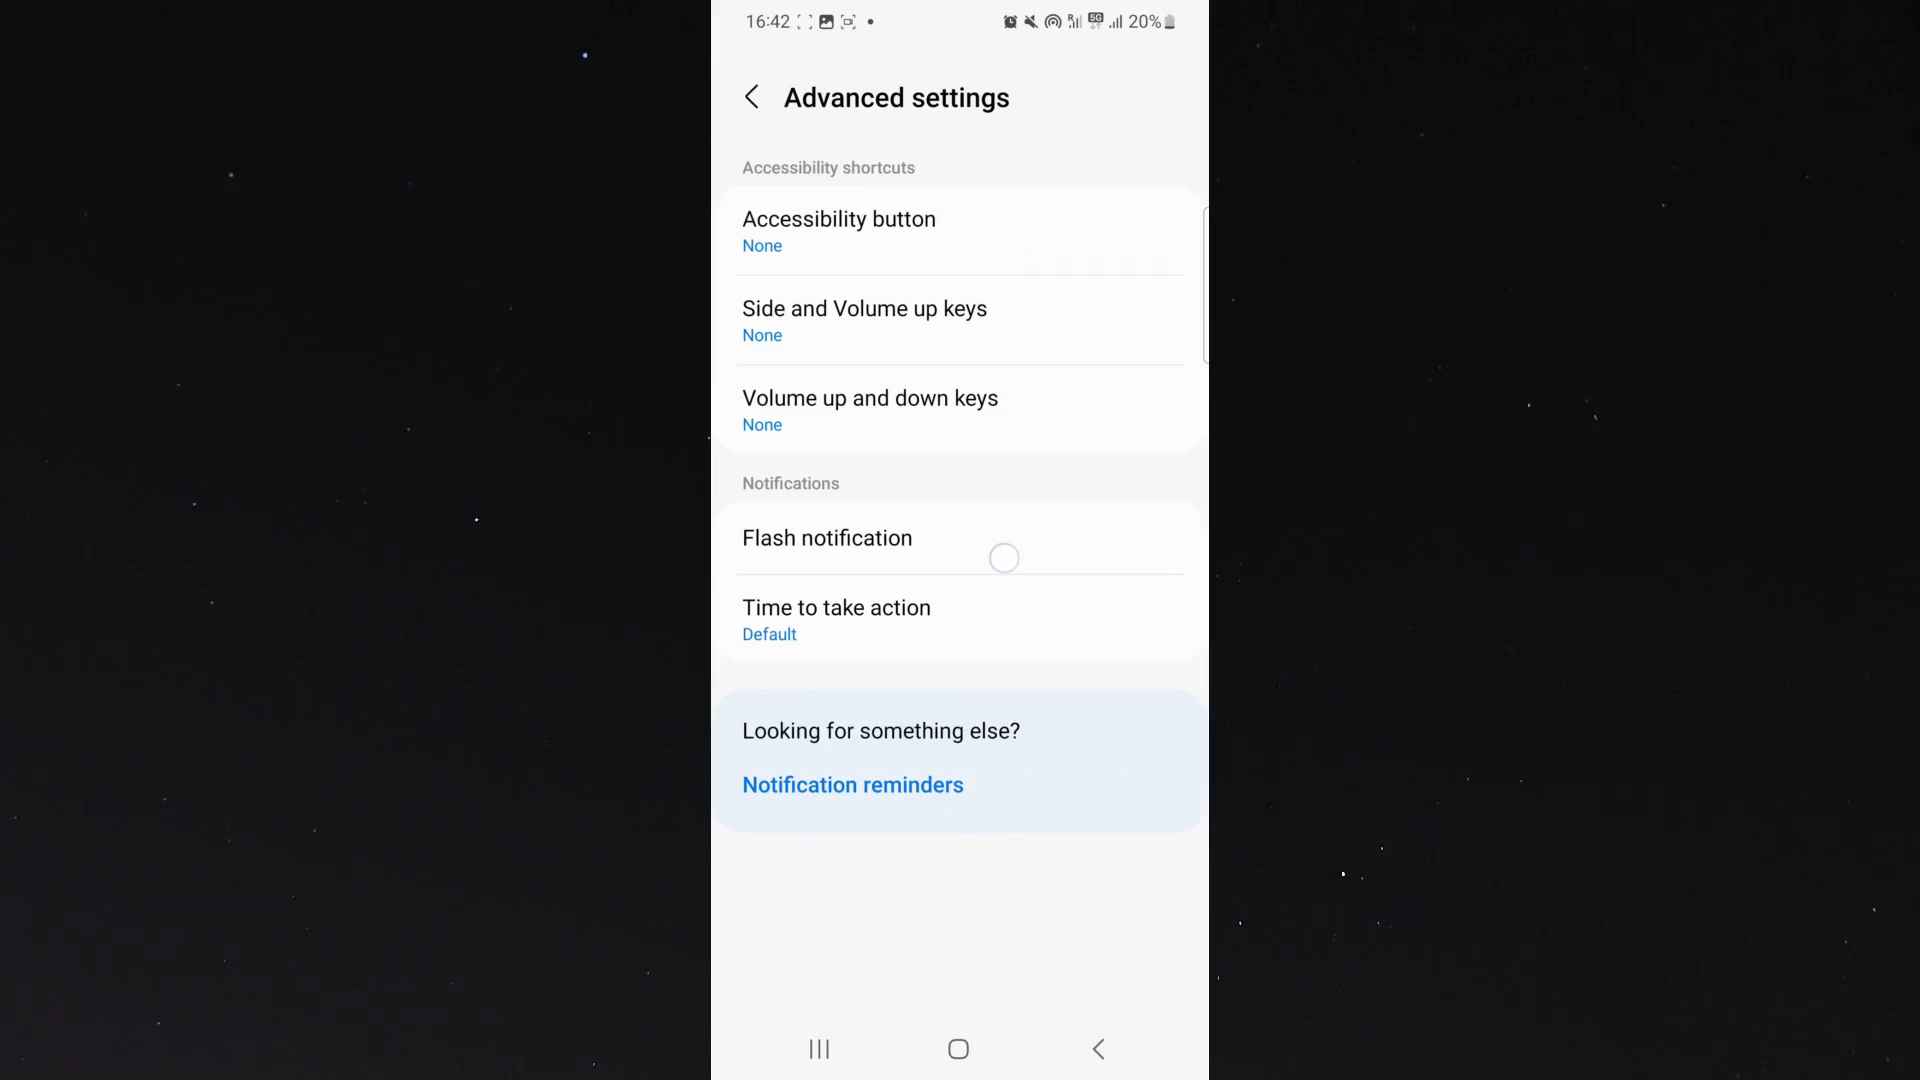 16:42
5G
20%
Advanced settings
Accessibility shortcuts
Accessibility button
None
Side and Volume up keys
None
Volume up and down keys
None
Notifications
Flash notification
Time to take action
Default
Looking for something else?
Notification reminders